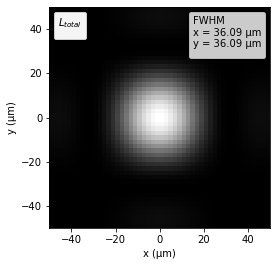 L_total
FWHM
x = 36.09 μm
y = 36.09 μm
y (μm)
40
20
0
−20
−40
−40 −20 0 20 40
x (μm)